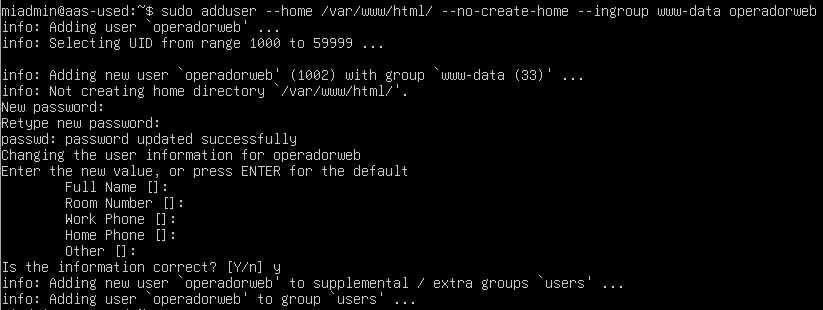 miadmin@aas-used:~$ sudo adduser --home /var/www/html/ --no-create-home --ingroup www-data operadorweb
info: Adding user `operadorweb' ...
info: Selecting UID from range 1000 to 59999 ...
info: Adding new user `operadorweb' (1002) with group `www-data (33)' ...
info: Not creating home directory `/var/www/html/'.
New password:
Retype new password:
passwd: password updated successfully
Changing the user information for operadorweb
Enter the new value, or press ENTER for the default
Full Name []:
Room Number []:
Work Phone []:
Home Phone []:
Other []:
Is the information correct? [Y/n] y
info: Adding new user `operadorweb' to supplemental / extra groups `users' ...
info: Adding user `operadorweb' to group `users' ...